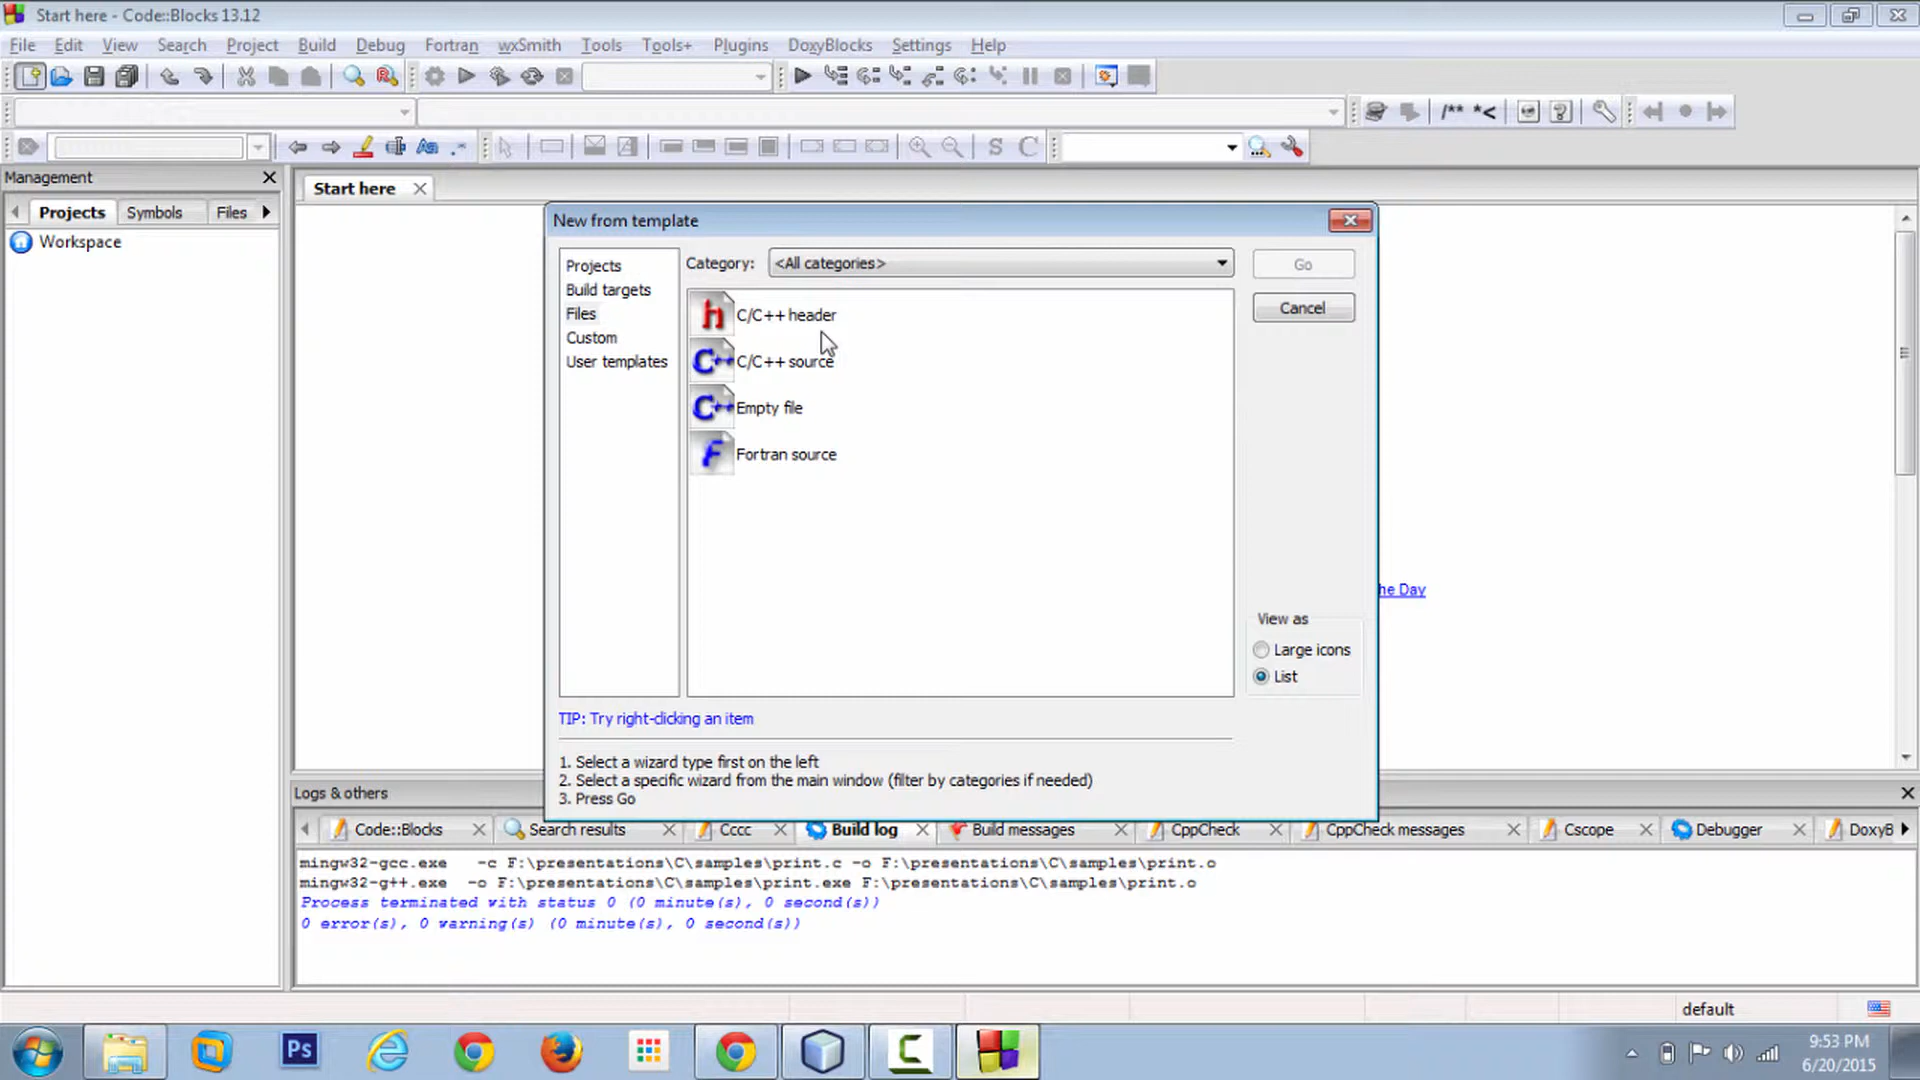 Start here - Code::Blocks 13.12
File Edit View Search Project Build Debug Fortran wxSmith Tools Tools+ Plugins DoxyBlocks Settings Help
/** *<
S C
Management
Start here
Projects Symbols Files
Workspace
New from template
Projects
Build targets
Files
Custom
User templates
Category: <All categories>
Go
Cancel
C/C++ header
C/C++ source
Empty file
Fortran source
he Day
View as
Large icons
List
TIP: Try right-clicking an item
1. Select a wizard type first on the left
2. Select a specific wizard from the main window (filter by categories if needed)
3. Press Go
Logs & others
Code::Blocks Search results Cccc Build log Build messages CppCheck CppCheck messages Cscope Debugger DoxyB
mingw32-gcc.exe -c F:\presentations\C\samples\print.c -o F:\presentations\C\samples\print.o
mingw32-g++.exe -o F:\presentations\C\samples\print.exe F:\presentations\C\samples\print.o
Process terminated with status 0 (0 minute(s), 0 second(s))
0 error(s), 0 warning(s) (0 minute(s), 0 second(s))
default
Ps
9:53 PM
6/20/2015